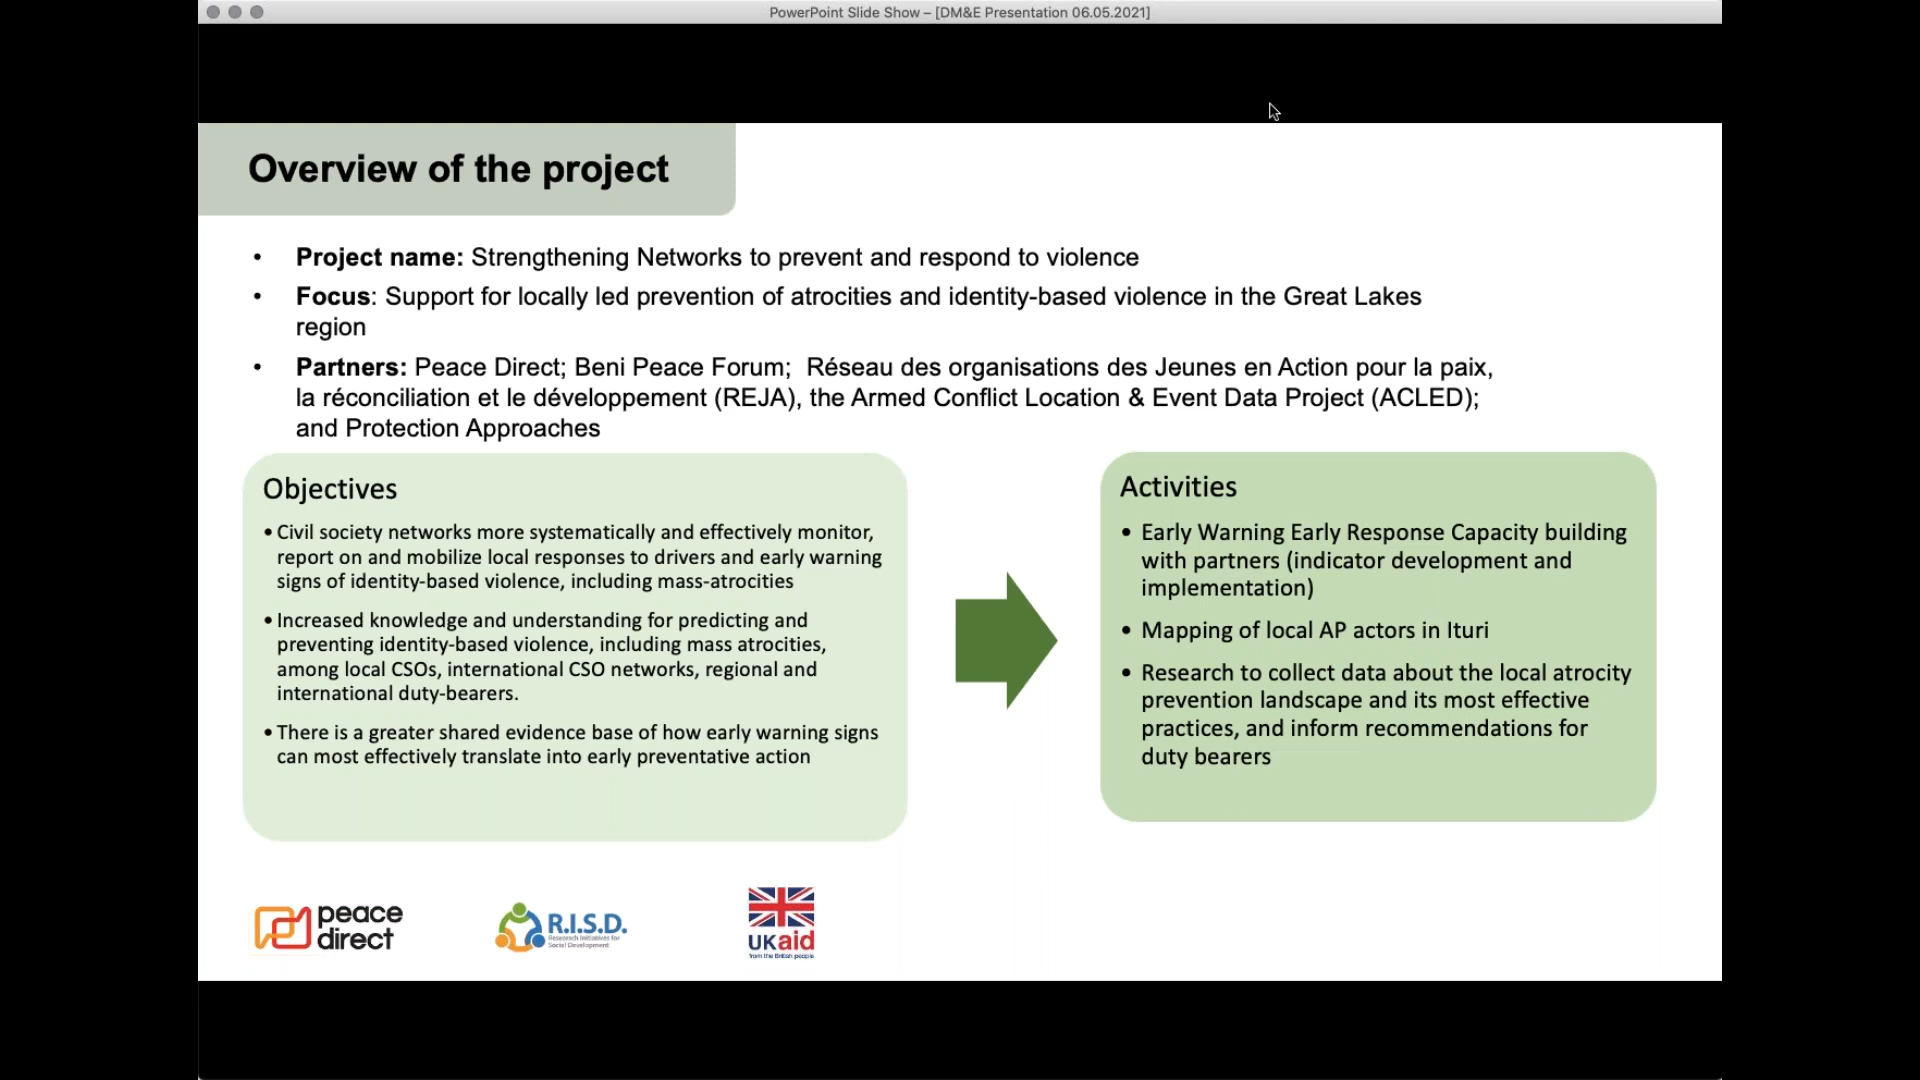 PowerPoint Slide Show – [DM&E Presentation 06.05.2021]
Overview of the project
• Project name: Strengthening Networks to prevent and respond to violence
• Focus: Support for locally led prevention of atrocities and identity-based violence in the Great Lakes
region
• Partners: Peace Direct; Beni Peace Forum;  Réseau des organisations des Jeunes en Action pour la paix,
la réconciliation et le développement (REJA), the Armed Conflict Location & Event Data Project (ACLED);
and Protection Approaches
Objectives
• Civil society networks more systematically and effectively monitor,
report on and mobilize local responses to drivers and early warning
signs of identity-based violence, including mass-atrocities
• Increased knowledge and understanding for predicting and
preventing identity-based violence, including mass atrocities,
among local CSOs, international CSO networks, regional and
international duty-bearers.
• There is a greater shared evidence base of how early warning signs
can most effectively translate into early preventative action
Activities
• Early Warning Early Response Capacity building
with partners (indicator development and
implementation)
• Mapping of local AP actors in Ituri
• Research to collect data about the local atrocity
prevention landscape and its most effective
practices, and inform recommendations for
duty bearers
peace
direct
R.I.S.D.
Research Initiatives for
Social Development
UKaid
from the British people